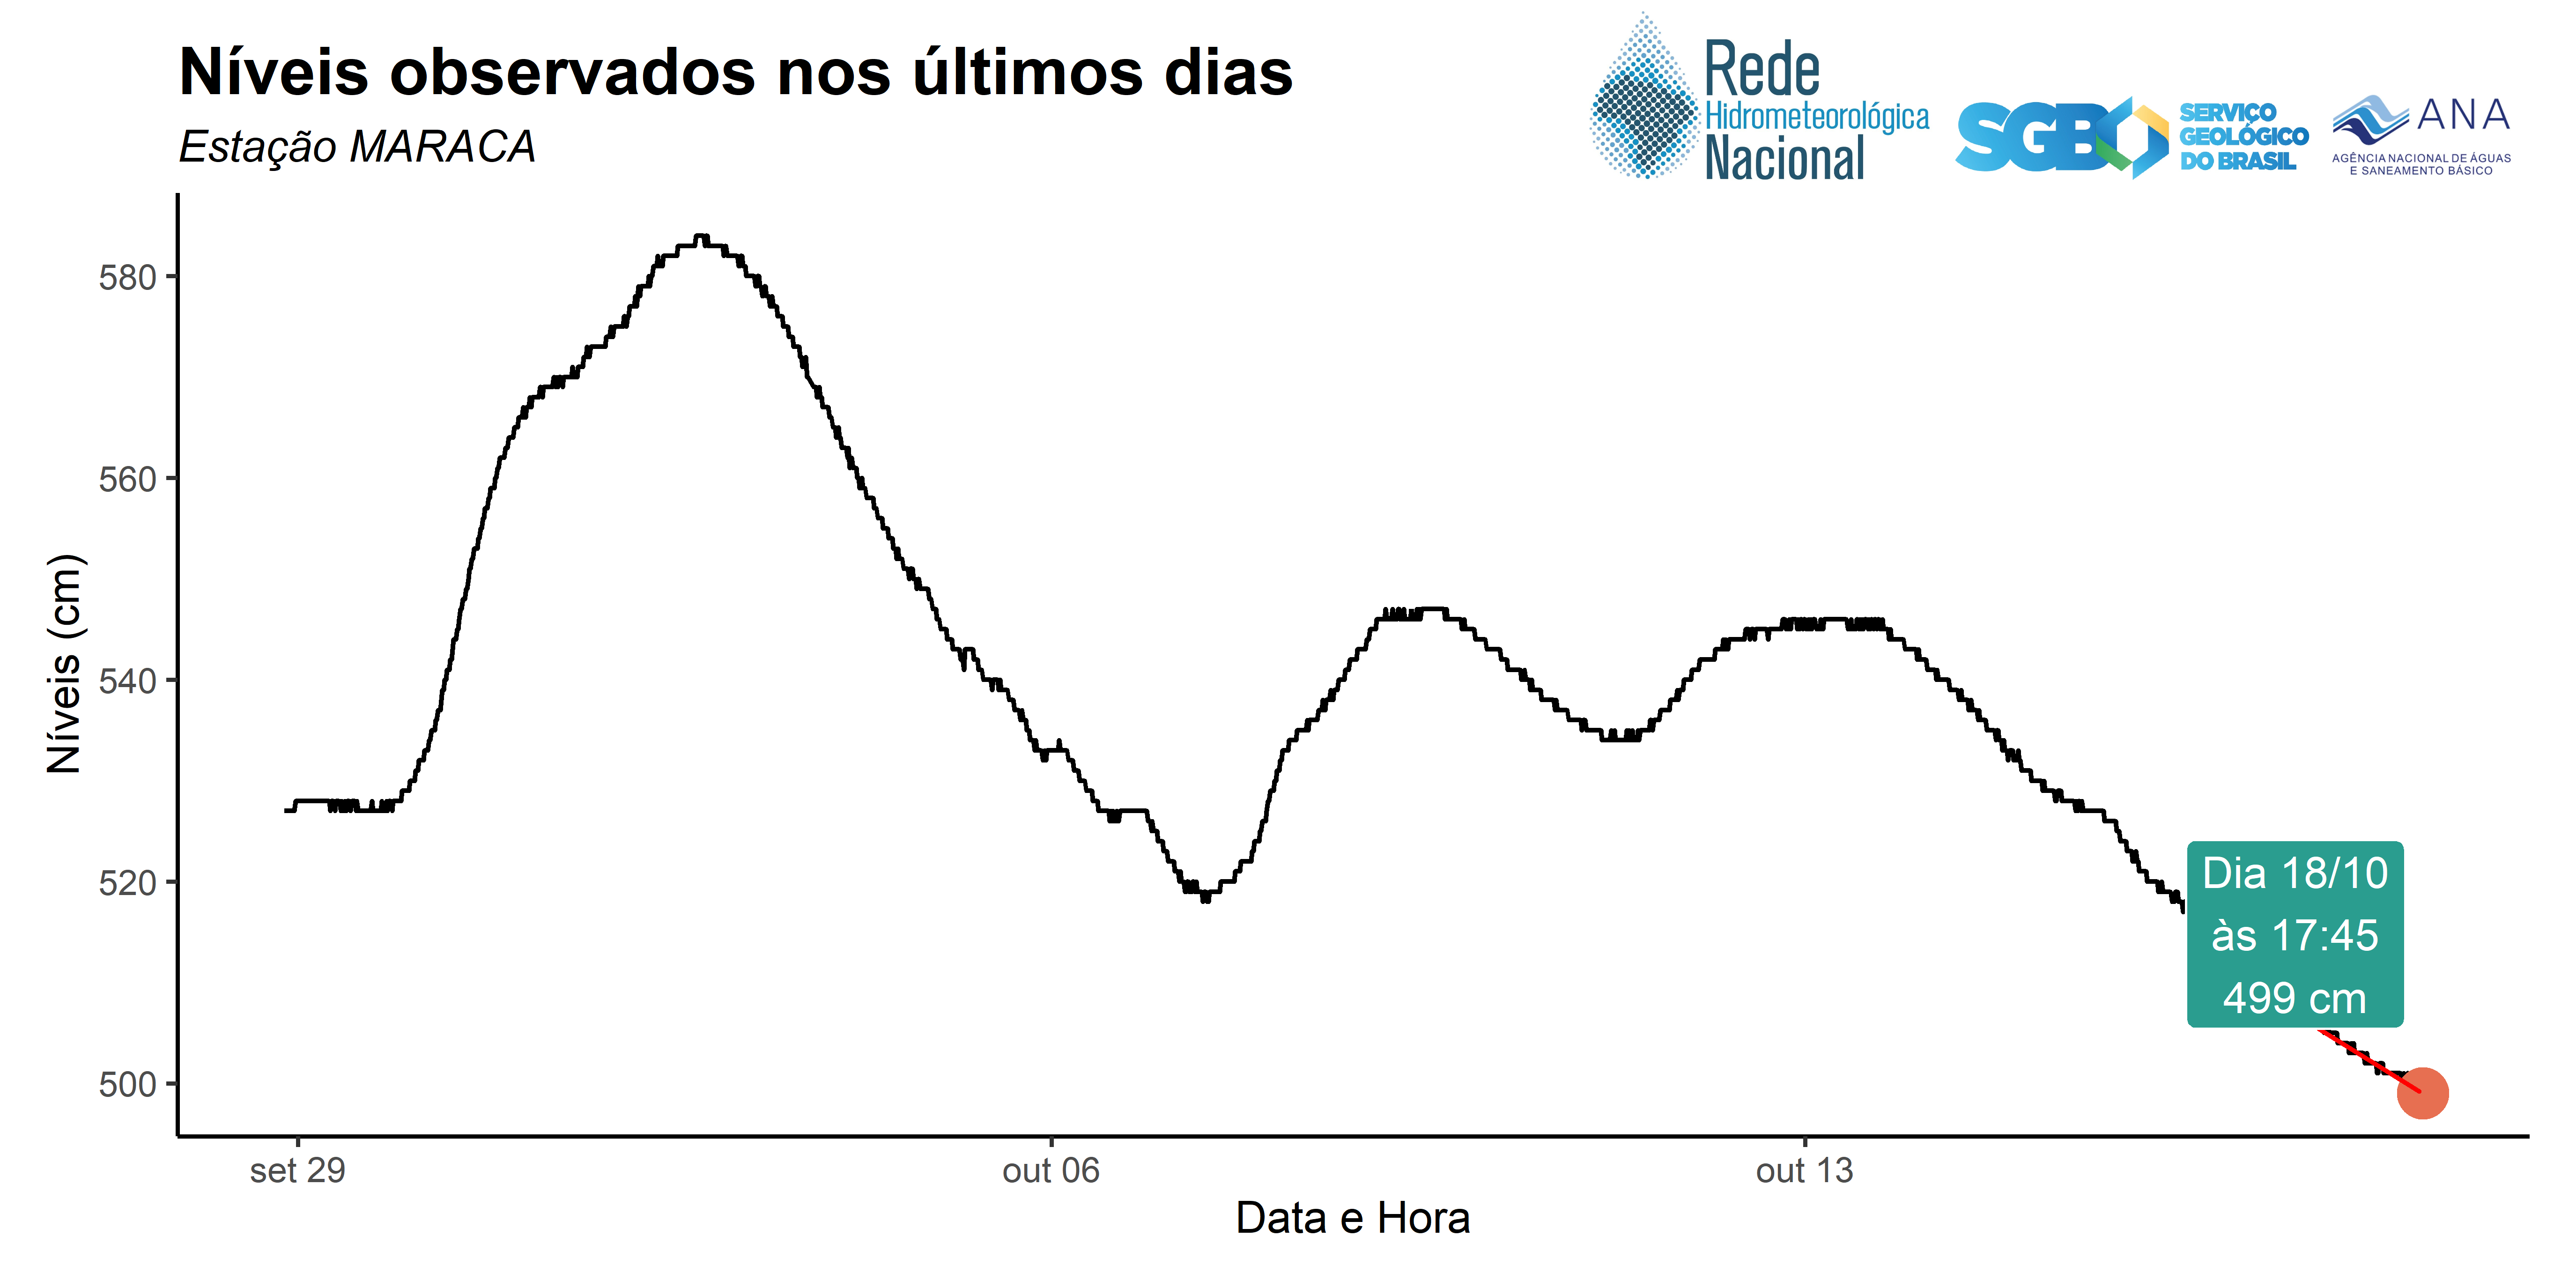 Níveis observados nos últimos dias
Estação MARACA
Rede
Hidrometeorológica
Nacional
SGB
SERVIÇO
GEOLÓGICO
DO BRASIL
ANA
AGÊNCIA NACIONAL DE ÁGUAS
E SANEAMENTO BÁSICO
580
560
540
520
500
Níveis (cm)
Dia 18/10
às 17:45
499 cm
set 29
out 06
out 13
Data e Hora